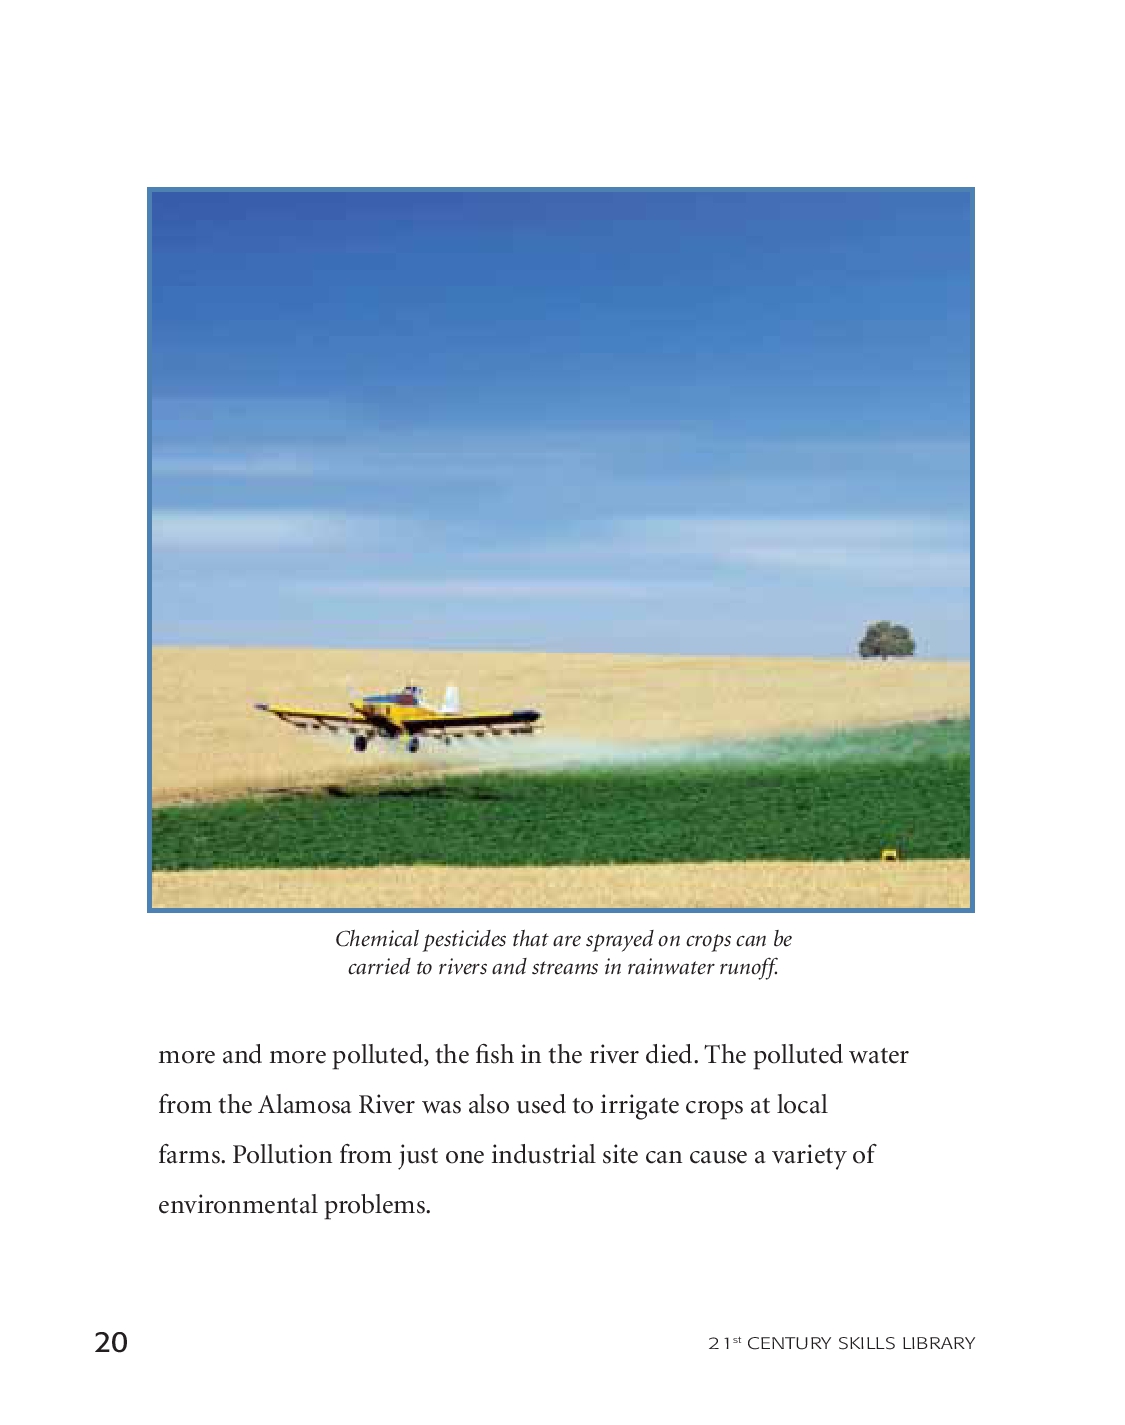 Chemical pesticides that are sprayed on crops can be
carried to rivers and streams in rainwater runoff.
more and more polluted, the fish in the river died. The polluted water
from the Alamosa River was also used to irrigate crops at local
farms. Pollution from just one industrial site can cause a variety of
environmental problems.
20
21st CENTURY SKILLS LIBRARY